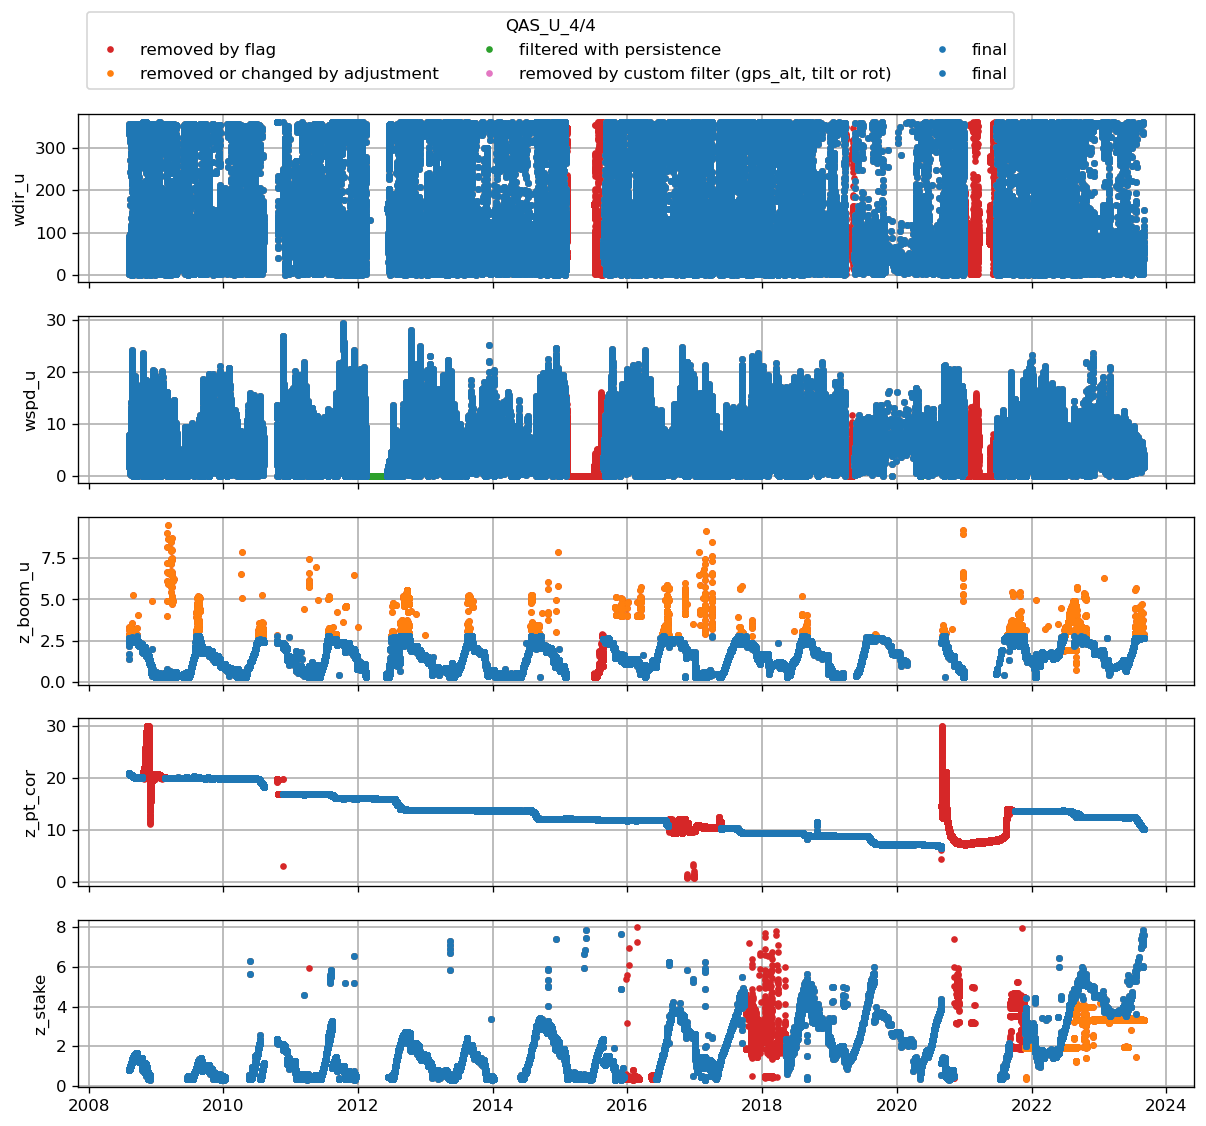 QAS_U_4/4
removed by flag
filtered with persistence
final
removed or changed by adjustment
removed by custom filter (gps_alt, tilt or rot)
final
wdir_u
300
200
100
0
wspd_u
30
20
10
0
z_boom_u
7.5
5.0
2.5
0.0
z_pt_cor
30
20
10
0
z_stake
8
6
4
2
0
2008
2010
2012
2014
2016
2018
2020
2022
2024